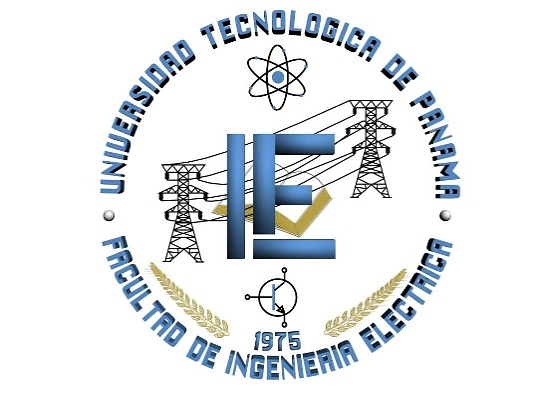 UNIVERSIDAD TECNOLOGICA DE PANAMA
IE
1975
FACULTAD DE INGENIERIA ELECTRICA